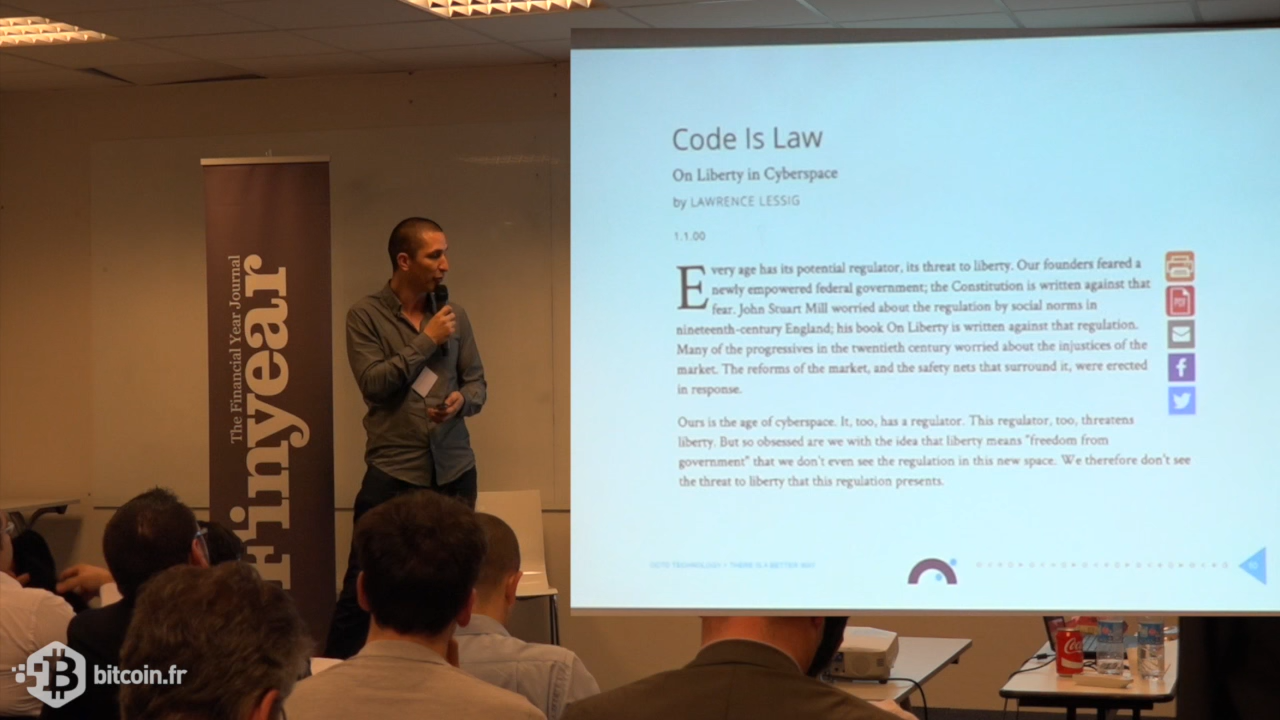 Code Is Law
On Liberty in Cyberspace
by LAWRENCE LESSIG
1.1.00
Every age has its potential regulator, its threat to liberty. Our founders feared a
newly empowered federal government; the Constitution is written against that
fear. John Stuart Mill worried about the regulation by social norms in
nineteenth-century England; his book On Liberty is written against that regulation.
Many of the progressives in the twentieth century worried about the injustices of the
market. The reforms of the market, and the safety nets that surround it, were erected
in response.
Ours is the age of cyberspace. It, too, has a regulator. This regulator, too, threatens
liberty. But so obsessed are we with the idea that liberty means "freedom from
government" that we don't even see the regulation in this new space. We therefore don't see
the threat to liberty that this regulation presents.
PDF
THERE IS A BETTER WAY
The Financial Year Journal
Finyear
Coca-Cola
bitcoin.fr